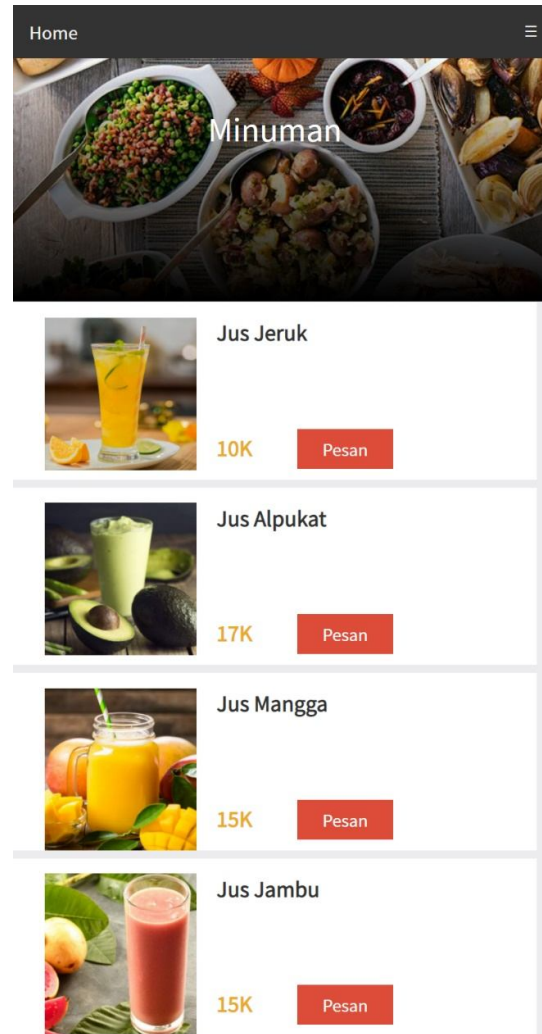 Home ☰
Minuman
Jus Jeruk
10K Pesan
Jus Alpukat
17K Pesan
Jus Mangga
15K Pesan
Jus Jambu
15K Pesan